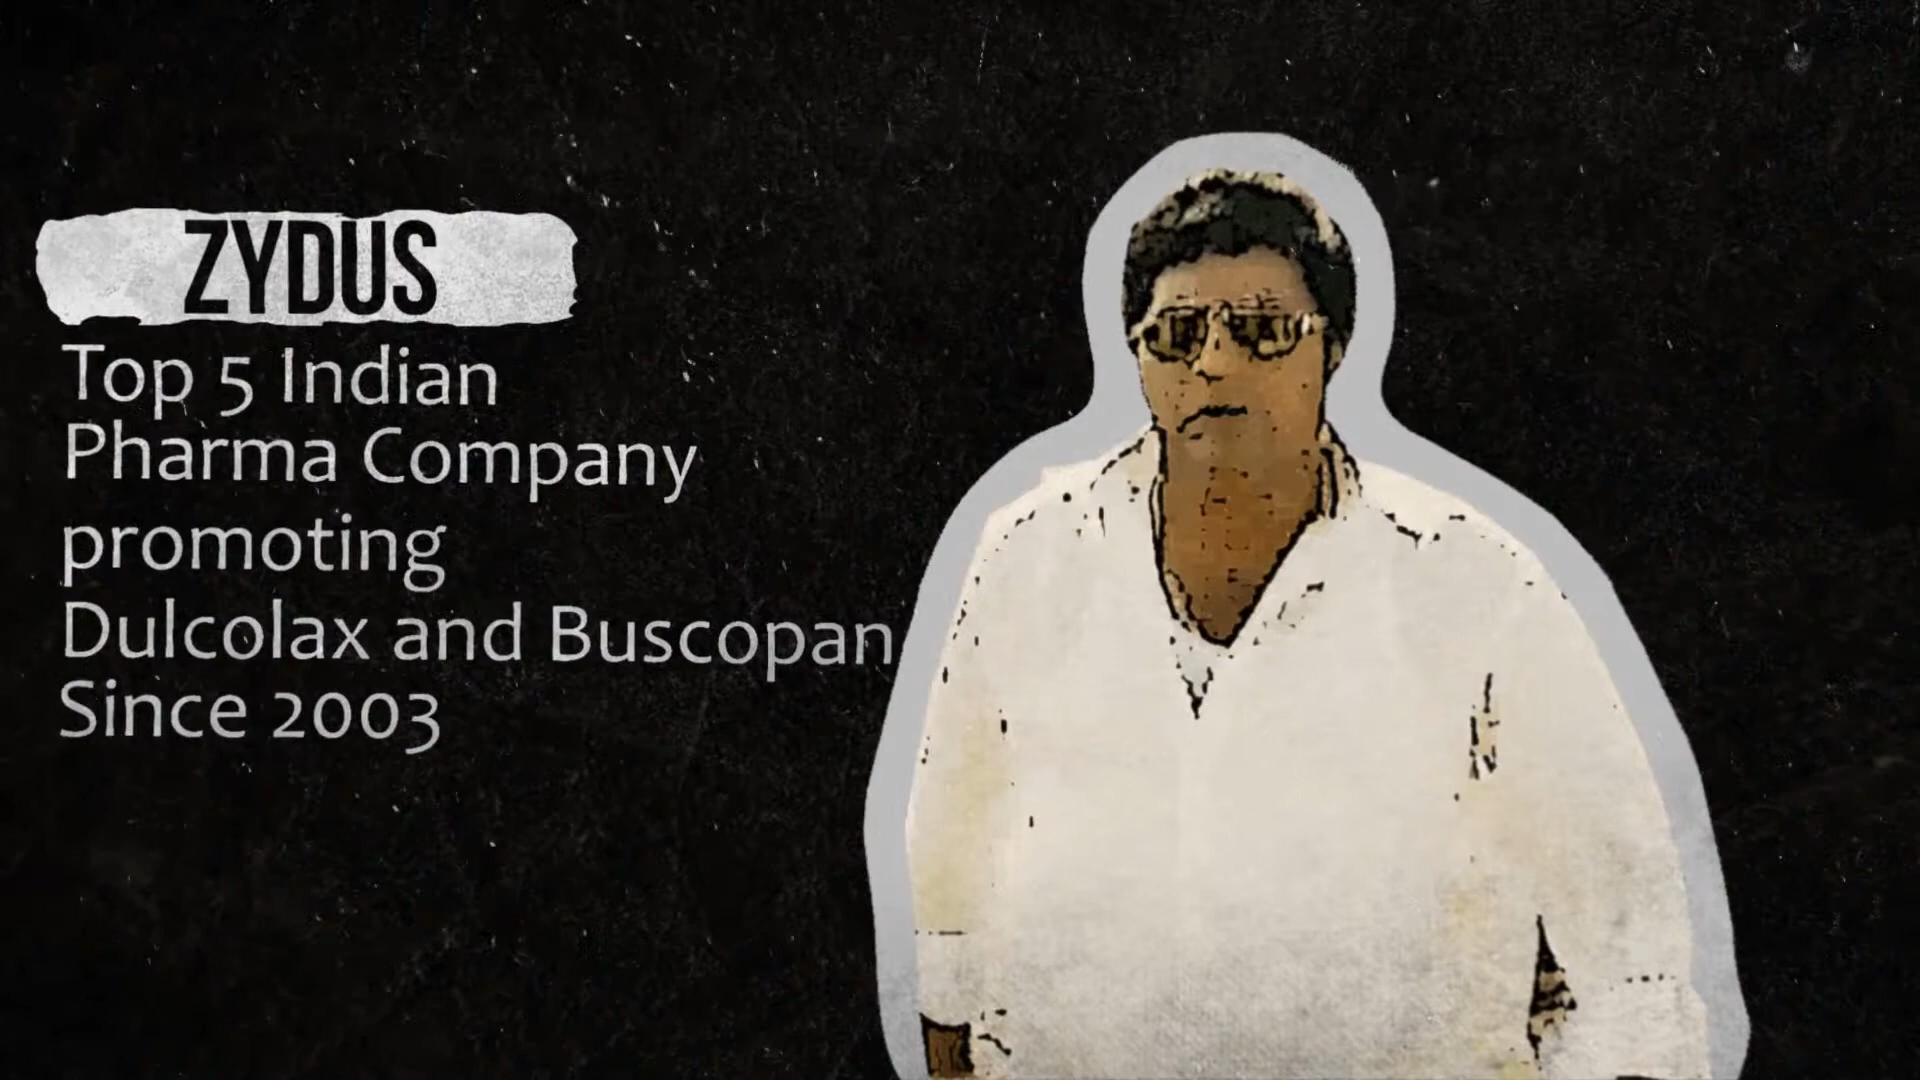 ZYDUS
Top 5 Indian
Pharma Company
promoting
Dulcolax and Buscopan
Since 2003